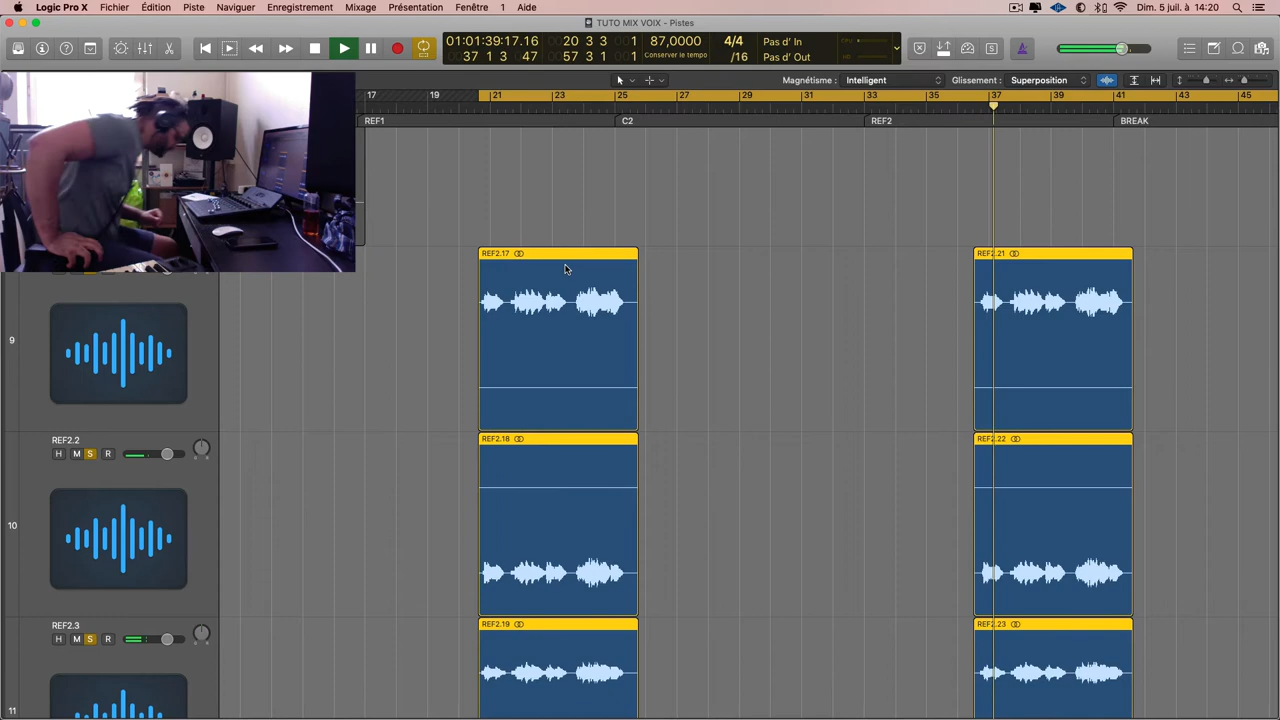 Logic Pro X Fichier Édition Piste Naviguer Enregistrement Mixage Présentation Fenêtre 1 Aide Dim. 5 juil. à 14:20
TUTO MIX VOIX - Pistes
01:01:39:17.16 20 3 3 1 87,0000 4/4 Pas d' In
37 1 3 47 57 3 3 1 Conserver le tempo /16 Pas d' Out
Magnétisme: Intelligent Glissement: Superposition
17 19 21 23 25 27 29 31 33 35 37 39 41 43 45
REF1 C2 REF2 BREAK
REF2.17 REF2.21
9
REF2.2 REF2.18 REF2.22
H M S R
10
REF2.3 REF2.19 REF2.23
H M S R
11